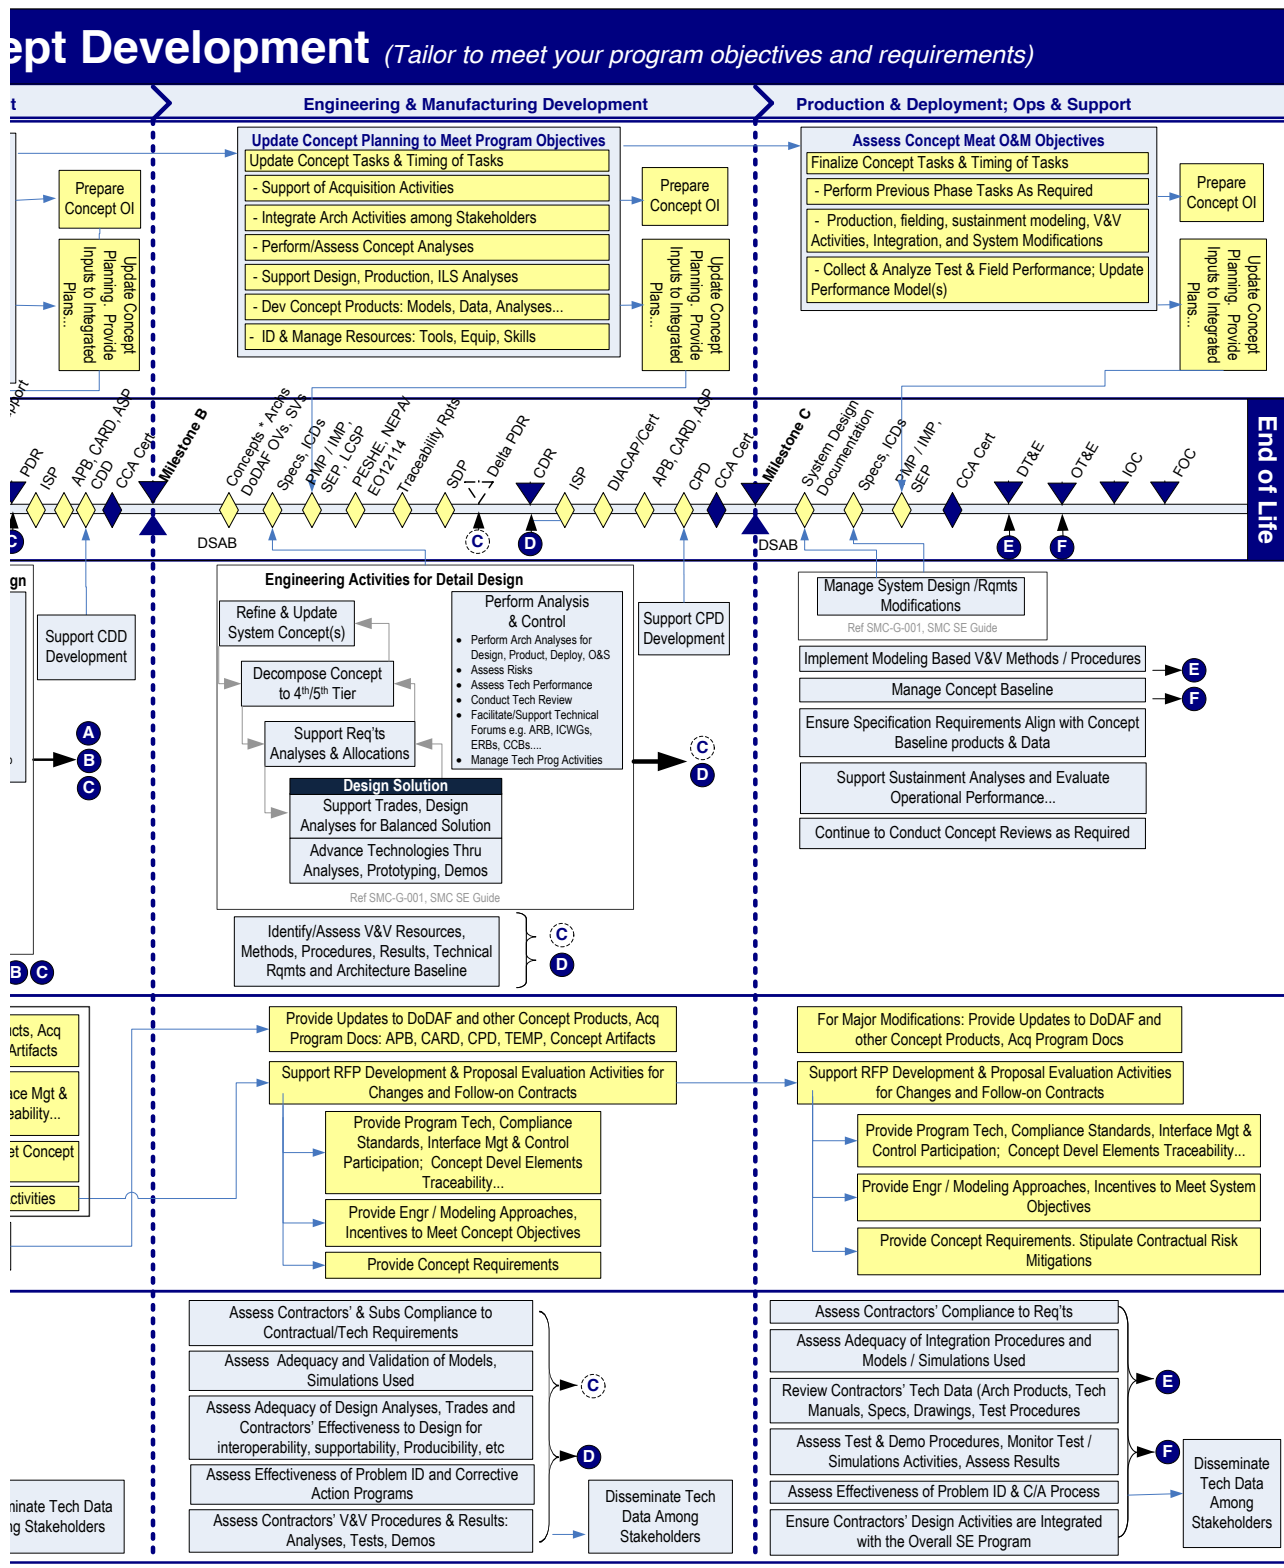 ept Development (Tailor to meet your program objectives and requirements)
t
Engineering & Manufacturing Development
Production & Deployment; Ops & Support
Prepare
Concept OI
Update Concept
Planning.  Provide
Inputs to Integrated
Plans...
Update Concept Planning to Meet Program Objectives
Update Concept Tasks & Timing of Tasks
- Support of Acquisition Activities
- Integrate Arch Activities among Stakeholders
- Perform/Assess Concept Analyses
- Support Design, Production, ILS Analyses
- Dev Concept Products: Models, Data, Analyses...
- ID & Manage Resources: Tools, Equip, Skills
Prepare
Concept OI
Update Concept
Planning.  Provide
Inputs to Integrated
Plans...
Assess Concept Meat O&M Objectives
Finalize Concept Tasks & Timing of Tasks
- Perform Previous Phase Tasks As Required
- Production, fielding, sustainment modeling, V&V
Activities, Integration, and System Modifications
- Collect & Analyze Test & Field Performance; Update
Performance Model(s)
Prepare
Concept OI
Update Concept
Planning.  Provide
Inputs to Integrated
Plans...
pport
PDR
ISP
APB, CARD, ASP
CDD
CCA Cert
Milestone B
Concepts * Archs
DoDAF OVs, SVs
Specs, ICDs
PMP / IMP,
SEP, LCSP
PESHE, NEPA/
EO12114
Traceability Rpts
SDP
Delta PDR
CDR
ISP
DIACAP/Cert
APB, CARD, ASP
CPD
CCA Cert
Milestone C
System Design
Documentation
Specs, ICDs
PMP / IMP,
SEP
CCA Cert
DT&E
OT&E
IOC
FOC
End of Life
C
DSAB
C
D
DSAB
E
F
gn
Support CDD
Development
A
B
C
B
C
Engineering Activities for Detail Design
Refine & Update
System Concept(s)
Decompose Concept
to 4th/5th Tier
Support Req'ts
Analyses & Allocations
Design Solution
Support Trades, Design
Analyses for Balanced Solution
Advance Technologies Thru
Analyses, Prototyping, Demos
Perform Analysis
& Control
• Perform Arch Analyses for
Design, Product, Deploy, O&S
• Assess Risks
• Assess Tech Performance
• Conduct Tech Review
• Facilitate/Support Technical
Forums e.g. ARB, ICWGs,
ERBs, CCBs....
• Manage Tech Prog Activities
Ref SMC-G-001, SMC SE Guide
Support CPD
Development
C
D
Identify/Assess V&V Resources,
Methods, Procedures, Results, Technical
Rqmts and Architecture Baseline
C
D
Manage System Design /Rqmts
Modifications
Ref SMC-G-001, SMC SE Guide
Implement Modeling Based V&V Methods / Procedures
E
Manage Concept Baseline
F
Ensure Specification Requirements Align with Concept
Baseline products & Data
Support Sustainment Analyses and Evaluate
Operational Performance...
Continue to Conduct Concept Reviews as Required
ucts, Acq
Artifacts
ace Mgt &
eability...
et Concept
ctivities
Provide Updates to DoDAF and other Concept Products, Acq
Program Docs: APB, CARD, CPD, TEMP, Concept Artifacts
Support RFP Development & Proposal Evaluation Activities for
Changes and Follow-on Contracts
Provide Program Tech, Compliance
Standards, Interface Mgt & Control
Participation;  Concept Devel Elements
Traceability...
Provide Engr / Modeling Approaches,
Incentives to Meet Concept Objectives
Provide Concept Requirements
For Major Modifications: Provide Updates to DoDAF and
other Concept Products, Acq Program Docs
Support RFP Development & Proposal Evaluation Activities
for Changes and Follow-on Contracts
Provide Program Tech, Compliance Standards, Interface Mgt &
Control Participation;  Concept Devel Elements Traceability...
Provide Engr / Modeling Approaches, Incentives to Meet System
Objectives
Provide Concept Requirements. Stipulate Contractual Risk
Mitigations
minate Tech Data
ng Stakeholders
Assess Contractors' & Subs Compliance to
Contractual/Tech Requirements
Assess  Adequacy and Validation of Models,
Simulations Used
Assess Adequacy of Design Analyses, Trades and
Contractors' Effectiveness to Design for
interoperability, supportability, Producibility, etc
Assess Effectiveness of Problem ID and Corrective
Action Programs
Assess Contractors' V&V Procedures & Results:
Analyses, Tests, Demos
C
D
Disseminate Tech
Data Among
Stakeholders
Assess Contractors' Compliance to Req'ts
Assess Adequacy of Integration Procedures and
Models / Simulations Used
Review Contractors' Tech Data (Arch Products, Tech
Manuals, Specs, Drawings, Test Procedures
Assess Test & Demo Procedures, Monitor Test /
Simulations Activities, Assess Results
Assess Effectiveness of Problem ID & C/A Process
Ensure Contractors' Design Activities are Integrated
with the Overall SE Program
E
F
Disseminate
Tech Data
Among
Stakeholders